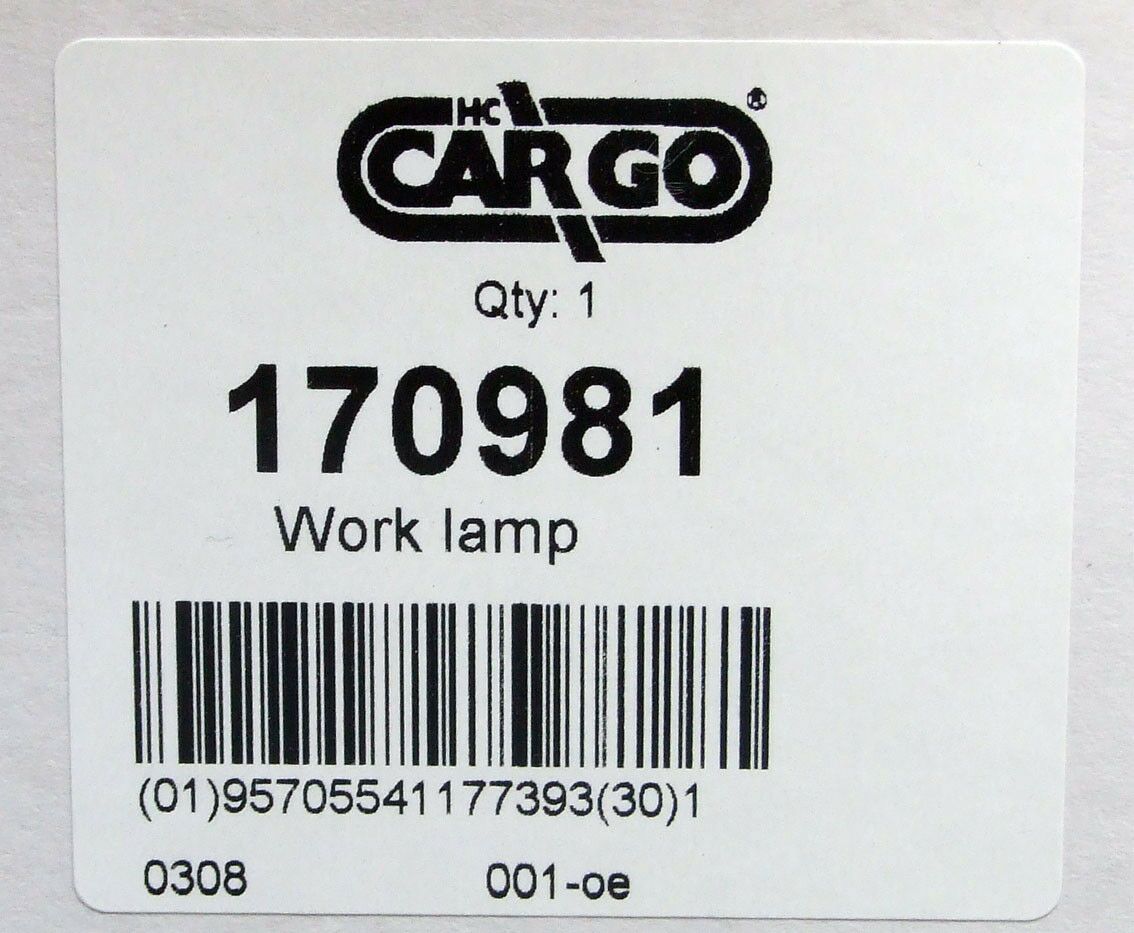 HC
CARGO®
Qty: 1
170981
Work lamp
(01)95705541177393(30)1
0308 001-oe